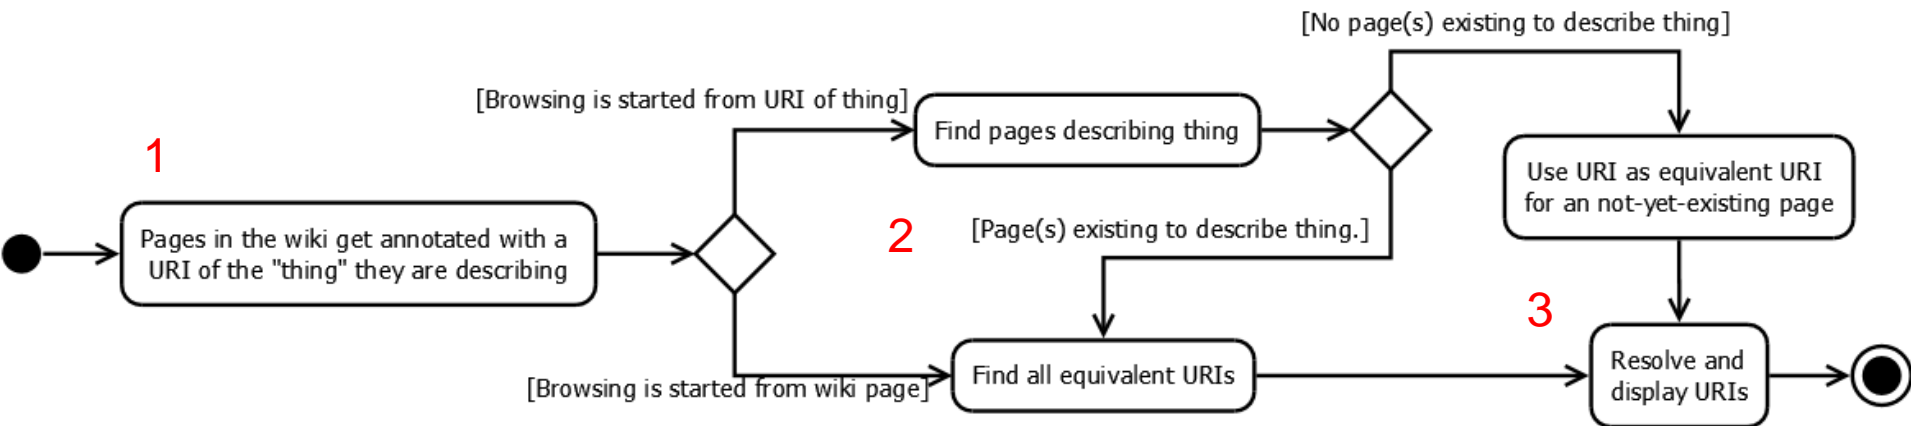 [No page(s) existing to describe thing]
[Browsing is started from URI of thing]
Find pages describing thing
1
Use URI as equivalent URI
for an not-yet-existing page
Pages in the wiki get annotated with a
URI of the "thing" they are describing
2
[Page(s) existing to describe thing.]
3
[Browsing is started from wiki page]
Find all equivalent URIs
Resolve and
display URIs